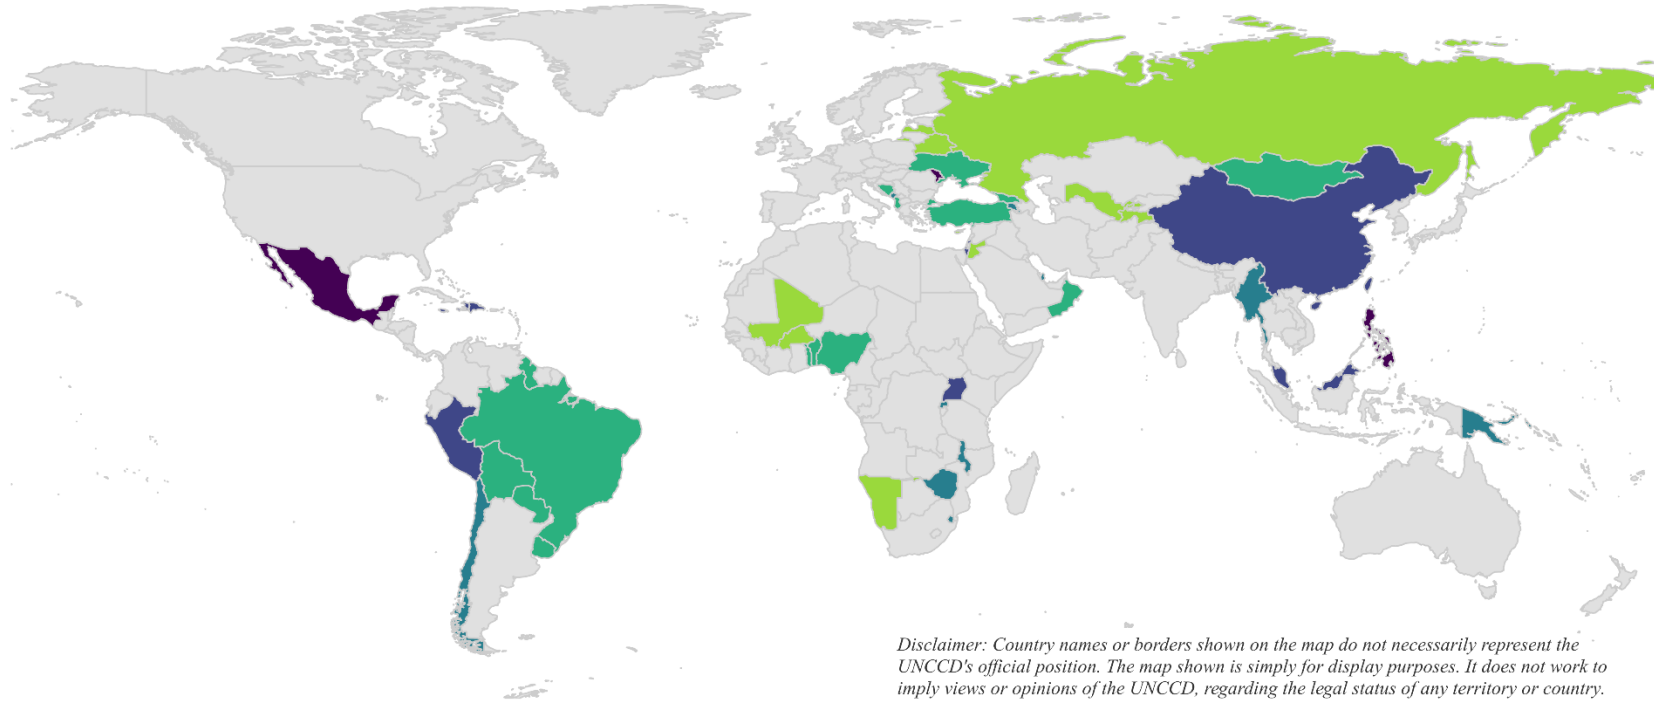 Disclaimer: Country names or borders shown on the map do not necessarily represent the
UNCCD's official position. The map shown is simply for display purposes. It does not work to
imply views or opinions of the UNCCD, regarding the legal status of any territory or country.